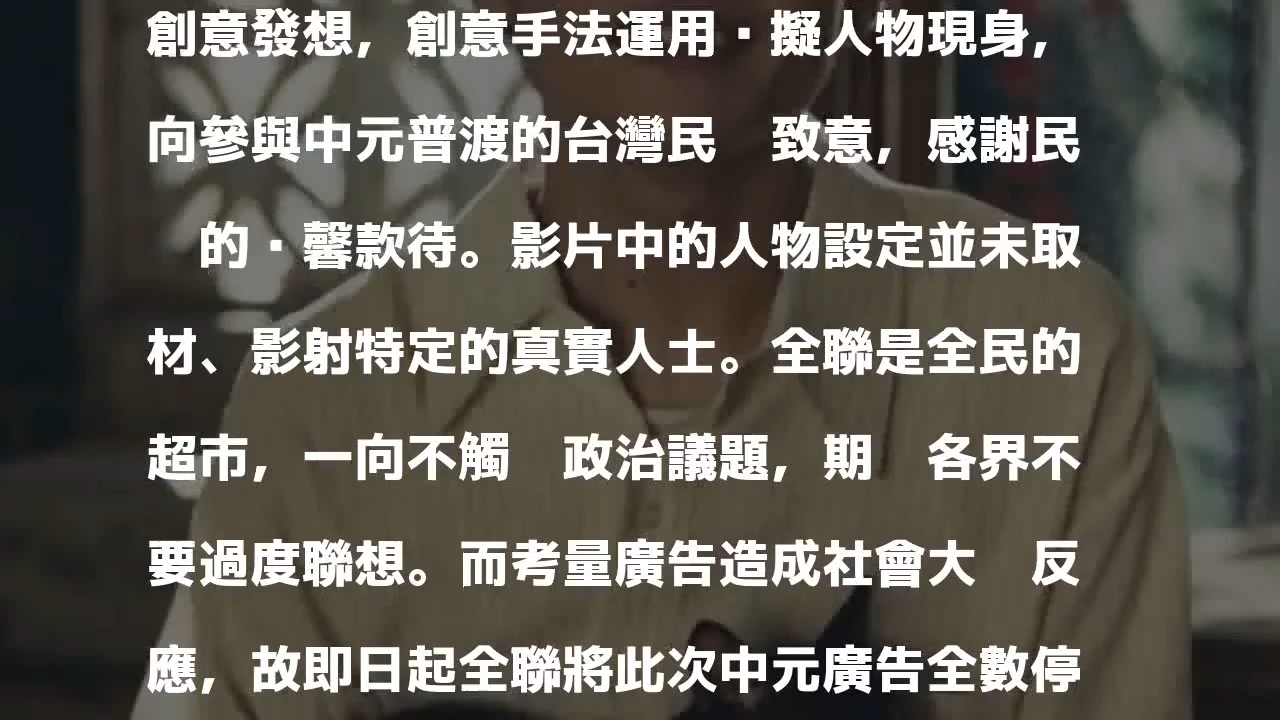 創意發想，創意手法運用·擬人物現身，
向參與中元普渡的台灣民　致意，感謝民
　的·馨款待。影片中的人物設定並未取
材、影射特定的真實人士。全聯是全民的
超市，一向不觸　政治議題，期　各界不
要過度聯想。而考量廣告造成社會大　反
應，故即日起全聯將此次中元廣告全數停